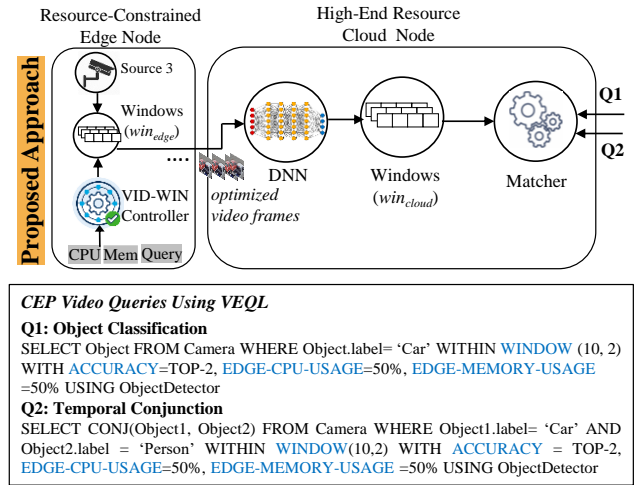 Resource-Constrained
Edge Node
High-End Resource
Cloud Node
Proposed Approach
Source 3
Windows
(win_edge)
VID-WIN
Controller
CPU Mem Query
....
optimized
video frames
DNN
Windows
(win_cloud)
Matcher
Q1
Q2
CEP Video Queries Using VEQL
Q1: Object Classification
SELECT Object FROM Camera WHERE Object.label= ‘Car’ WITHIN WINDOW (10, 2)
WITH ACCURACY=TOP-2, EDGE-CPU-USAGE=50%, EDGE-MEMORY-USAGE
=50% USING ObjectDetector
Q2: Temporal Conjunction
SELECT CONJ(Object1, Object2) FROM Camera WHERE Object1.label= ‘Car’ AND
Object2.label = ‘Person’ WITHIN WINDOW(10,2) WITH ACCURACY = TOP-2,
EDGE-CPU-USAGE=50%, EDGE-MEMORY-USAGE =50% USING ObjectDetector